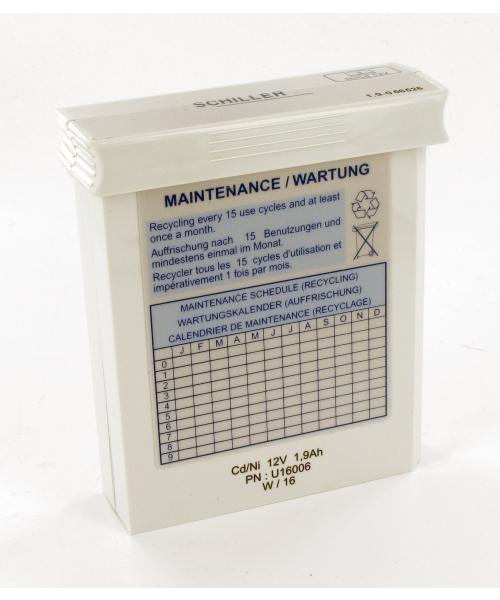 SCHILLER
MAINTENANCE / WARTUNG
Recycling every 15 use cycles and at least
once a month.
Auffrischung nach 15 Benutzungen und
mindestens einmal im Monat.
Recycler tous les 15 cycles d'utilisation et
impérativement 1 fois par mois.
MAINTENANCE SCHEDULE (RECYCLING)
WARTUNGSKALENDER (AUFFRISCHUNG)
CALENDRIER DE MAINTENANCE (RECYCLAGE)
J F M A M J J A S O N D
0
1
2
3
4
5
6
7
8
9
Cd/Ni 12V 1,9Ah
PN : U16006
W / 16